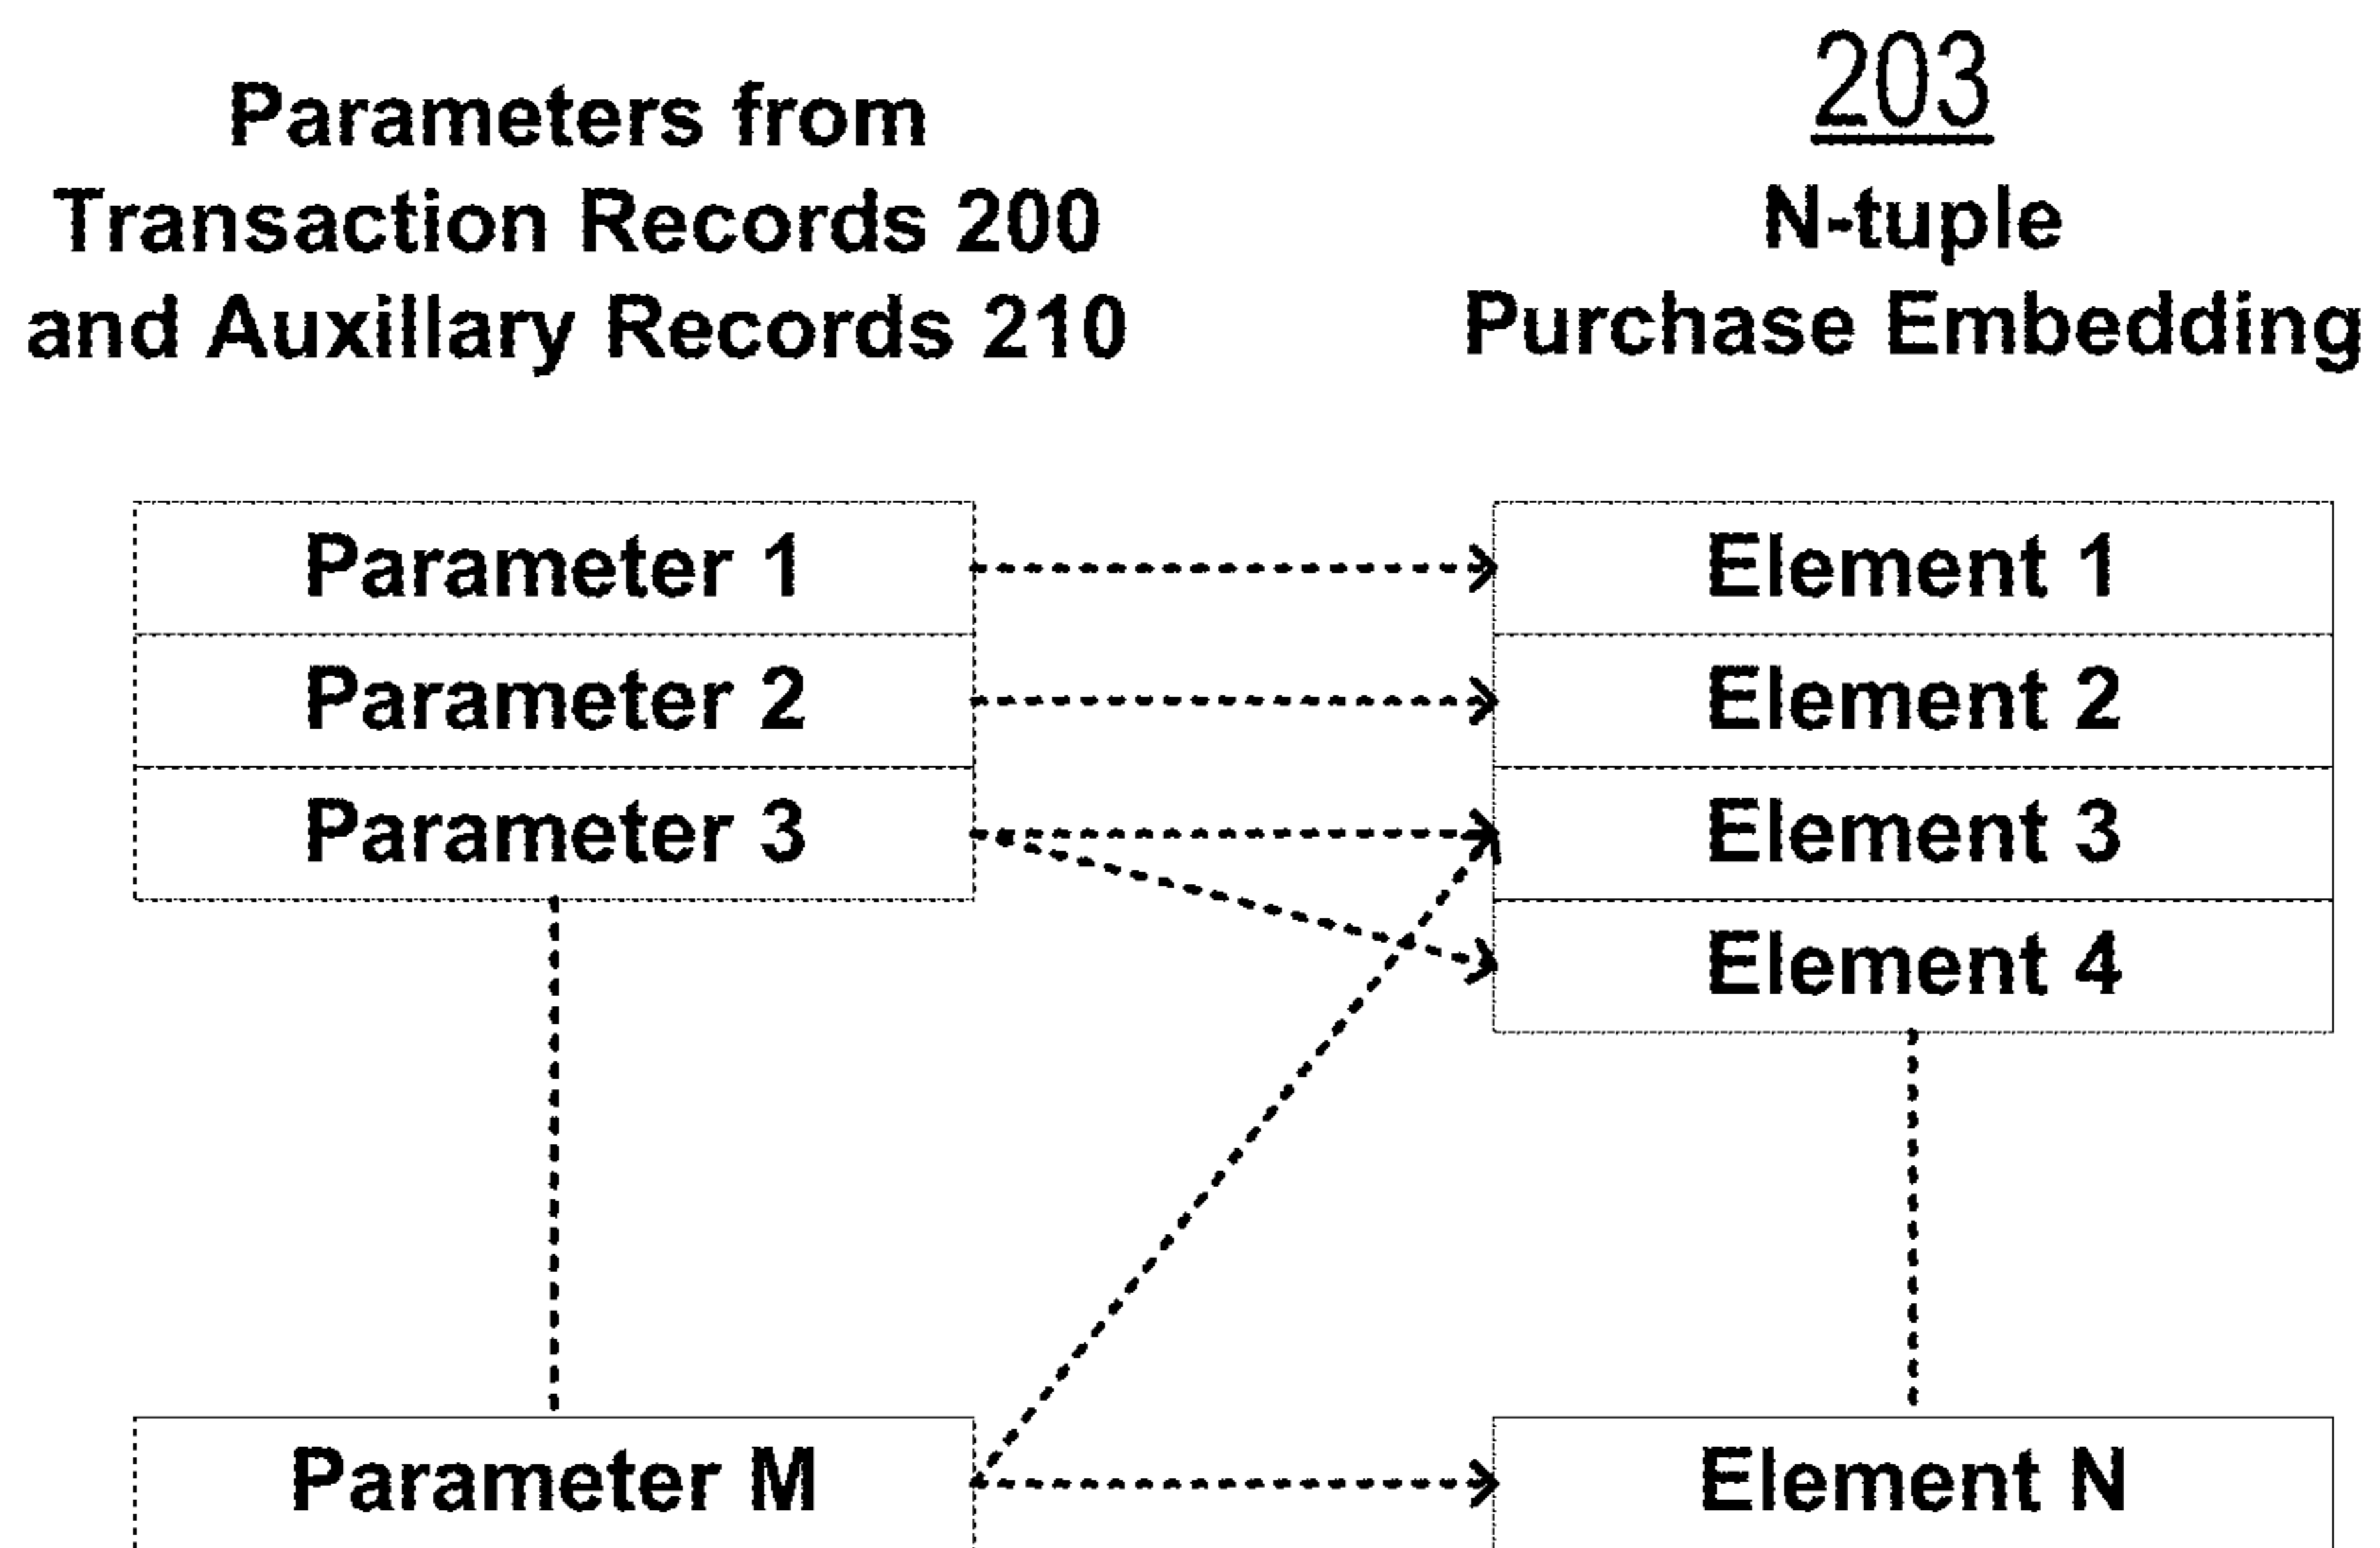 Parameters from
Transaction Records 200
and Auxillary Records 210
203
N-tuple
Purchase Embedding
Parameter 1
Element 1
Parameter 2
Element 2
Parameter 3
Element 3
Element 4
Parameter M
Element N